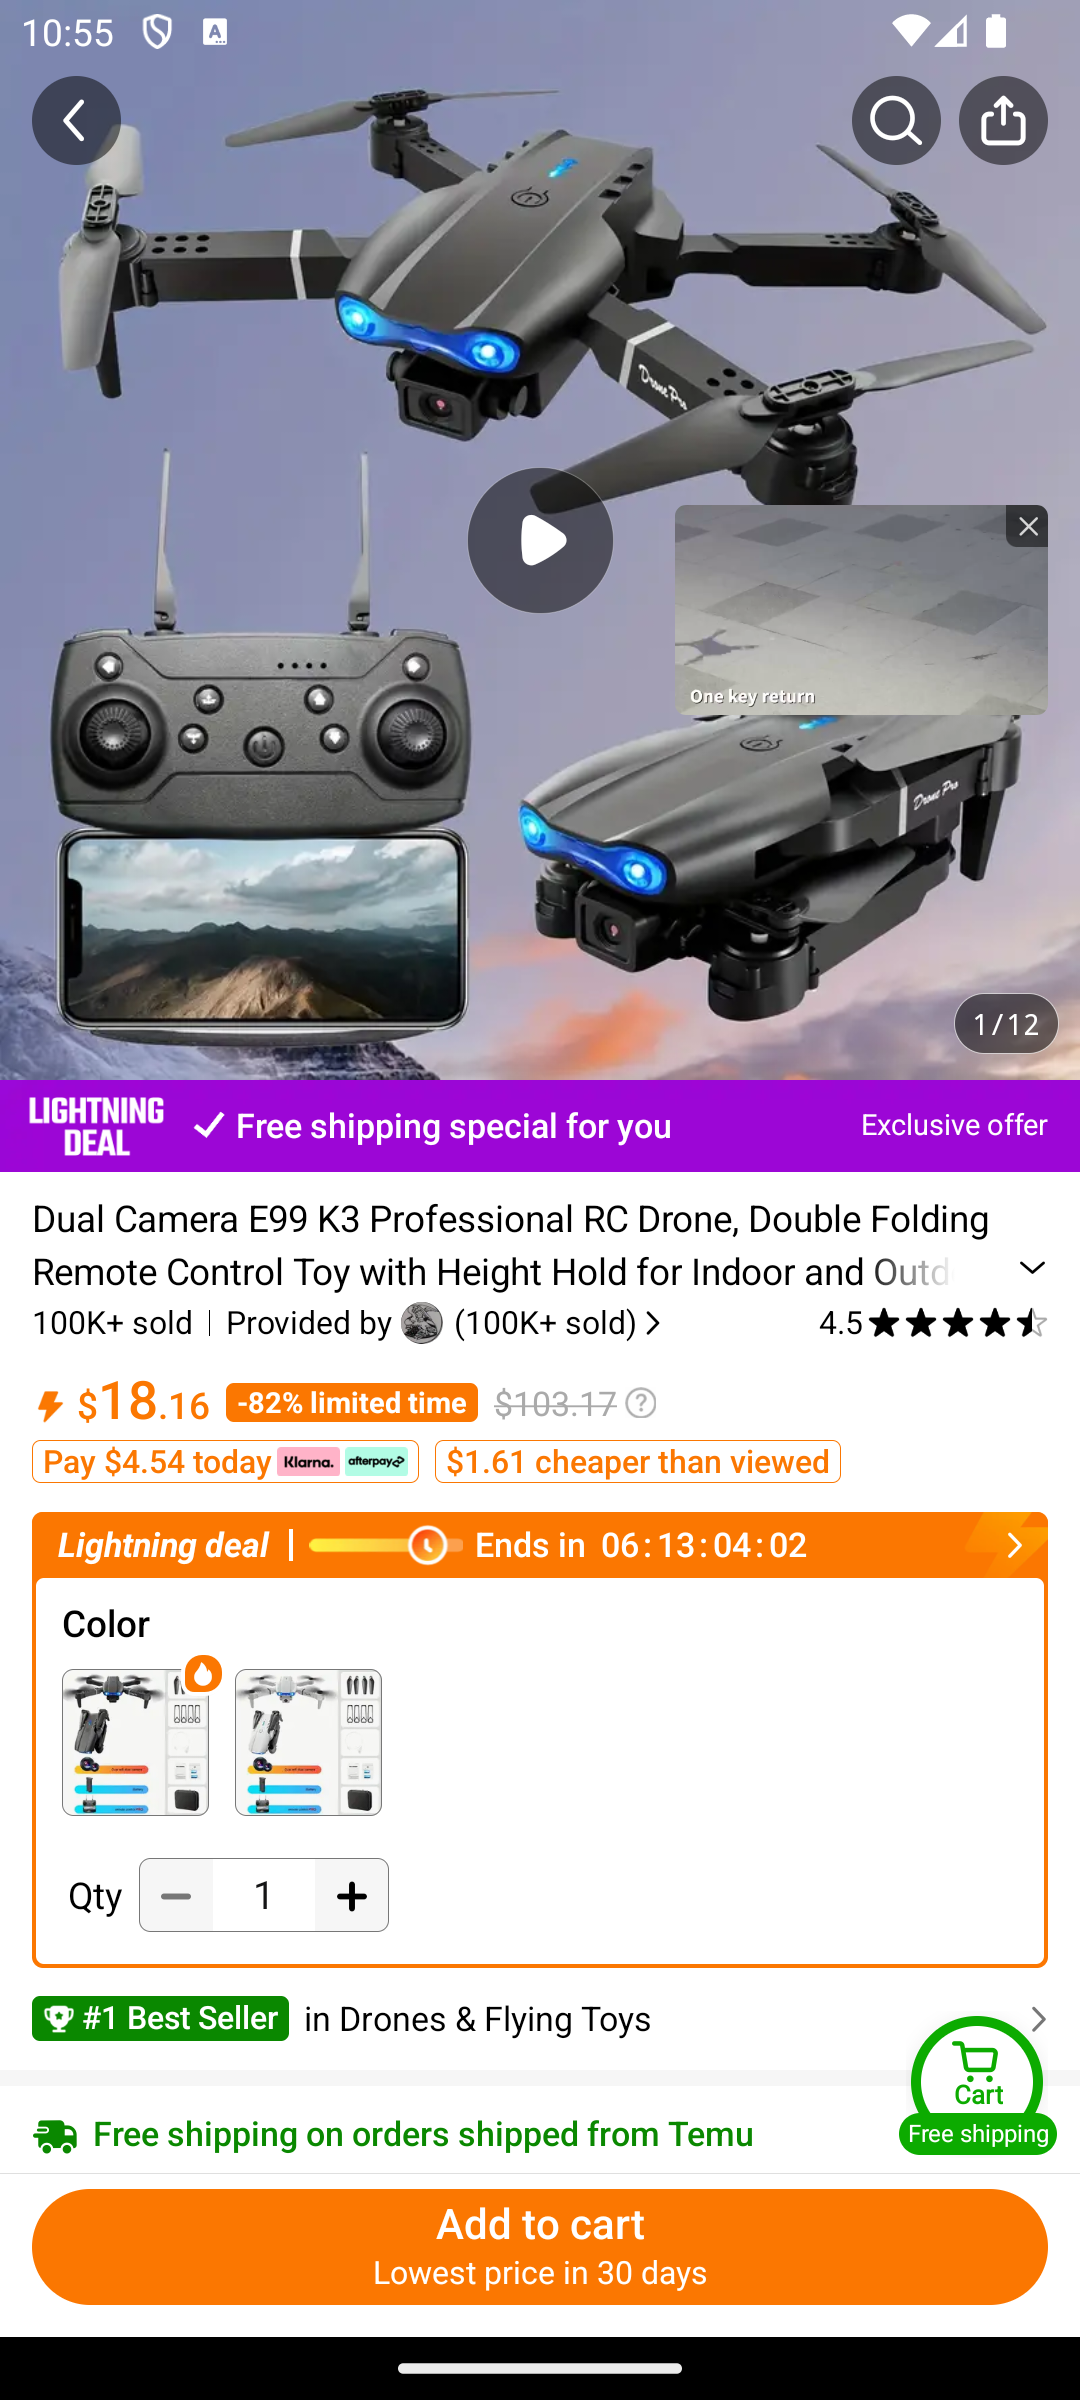 10:55
A
Drone Pro
One key return
Drone Pro
1/12
LIGHTNING
DEAL
Free shipping special for you
Exclusive offer
Dual Camera E99 K3 Professional RC Drone, Double Folding
Remote Control Toy with Height Hold for Indoor and Outd
100K+ sold | Provided by (100K+ sold)
4.5
$18.16 -82% limited time $103.17 ?
Pay $4.54 today Klarna. afterpay
$1.61 cheaper than viewed
Lightning deal | Ends in 06:13:04:02
Color
Qty
1
#1 Best Seller in Drones & Flying Toys
Cart
Free shipping
Free shipping on orders shipped from Temu
Add to cart
Lowest price in 30 days